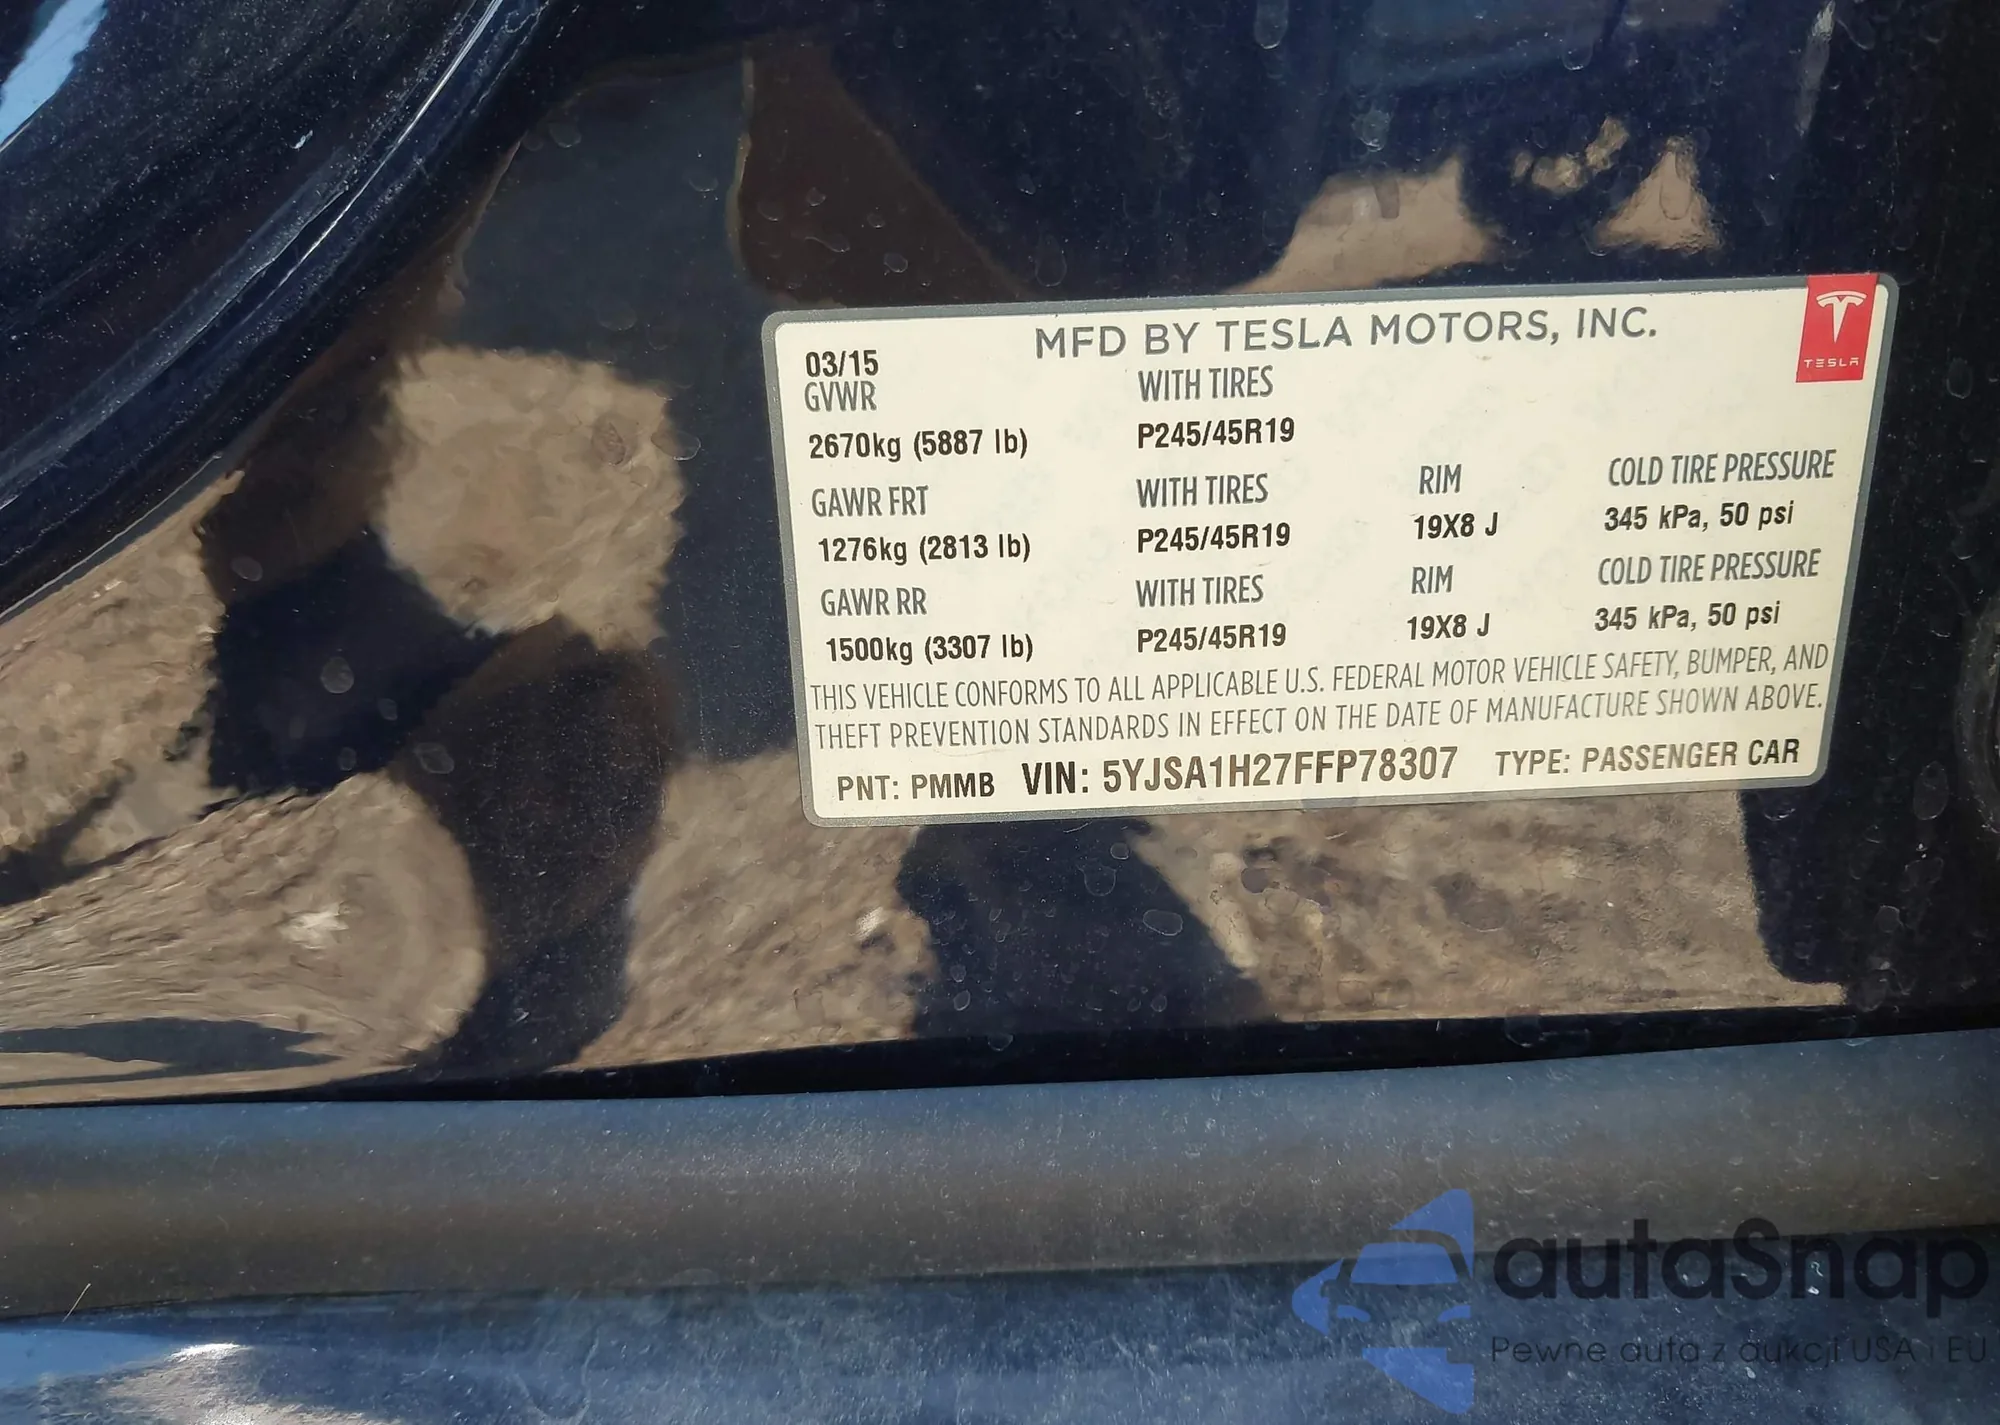 MFD BY TESLA MOTORS, INC.
TESLA
03/15
GVWR WITH TIRES
2670kg (5887 lb) P245/45R19
GAWR FRT WITH TIRES RIM COLD TIRE PRESSURE
1276kg (2813 lb) P245/45R19 19X8 J 345 kPa, 50 psi
GAWR RR WITH TIRES RIM COLD TIRE PRESSURE
1500kg (3307 lb) P245/45R19 19X8 J 345 kPa, 50 psi
THIS VEHICLE CONFORMS TO ALL APPLICABLE U.S. FEDERAL MOTOR VEHICLE SAFETY, BUMPER, AND
THEFT PREVENTION STANDARDS IN EFFECT ON THE DATE OF MANUFACTURE SHOWN ABOVE.
PNT: PMMB VIN: 5YJSA1H27FFP78307 TYPE: PASSENGER CAR
autaSnap
Pewne auta z aukcji USA i EU